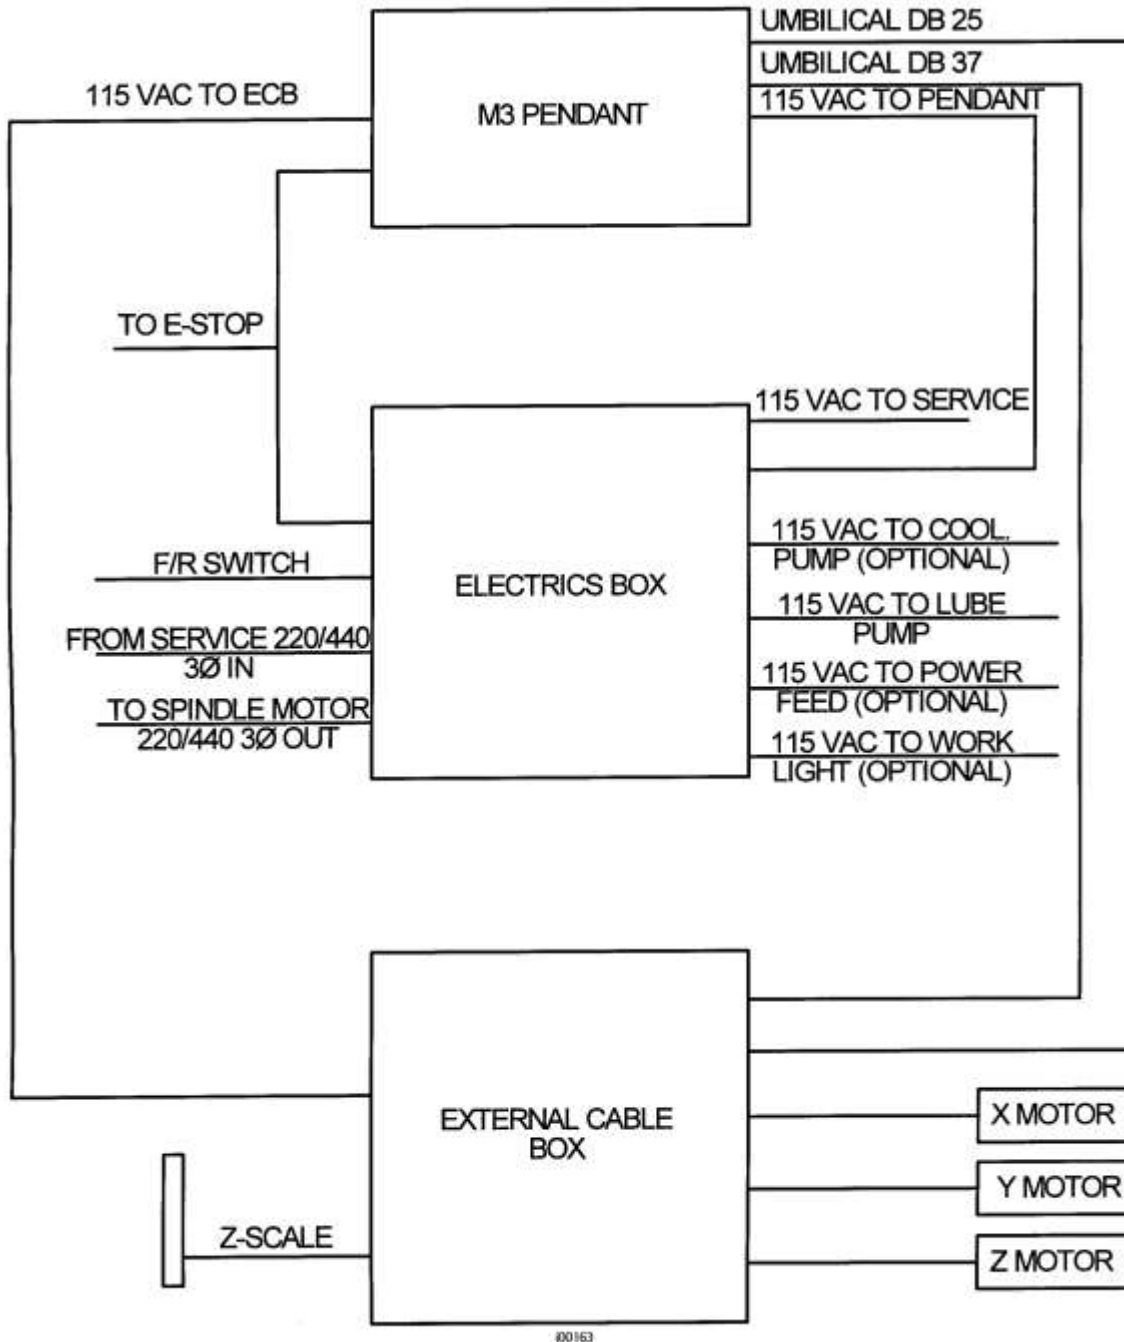 UMBILICAL DB 25
UMBILICAL DB 37
115 VAC TO ECB
115 VAC TO PENDANT
M3 PENDANT
TO E-STOP
115 VAC TO SERVICE
F/R SWITCH
ELECTRICS BOX
115 VAC TO COOL.
PUMP (OPTIONAL)
FROM SERVICE 220/440
3Ø IN
115 VAC TO LUBE
PUMP
TO SPINDLE MOTOR
220/440 3Ø OUT
115 VAC TO POWER
FEED (OPTIONAL)
115 VAC TO WORK
LIGHT (OPTIONAL)
EXTERNAL CABLE
BOX
X MOTOR
Y MOTOR
Z-SCALE
Z MOTOR
i00163